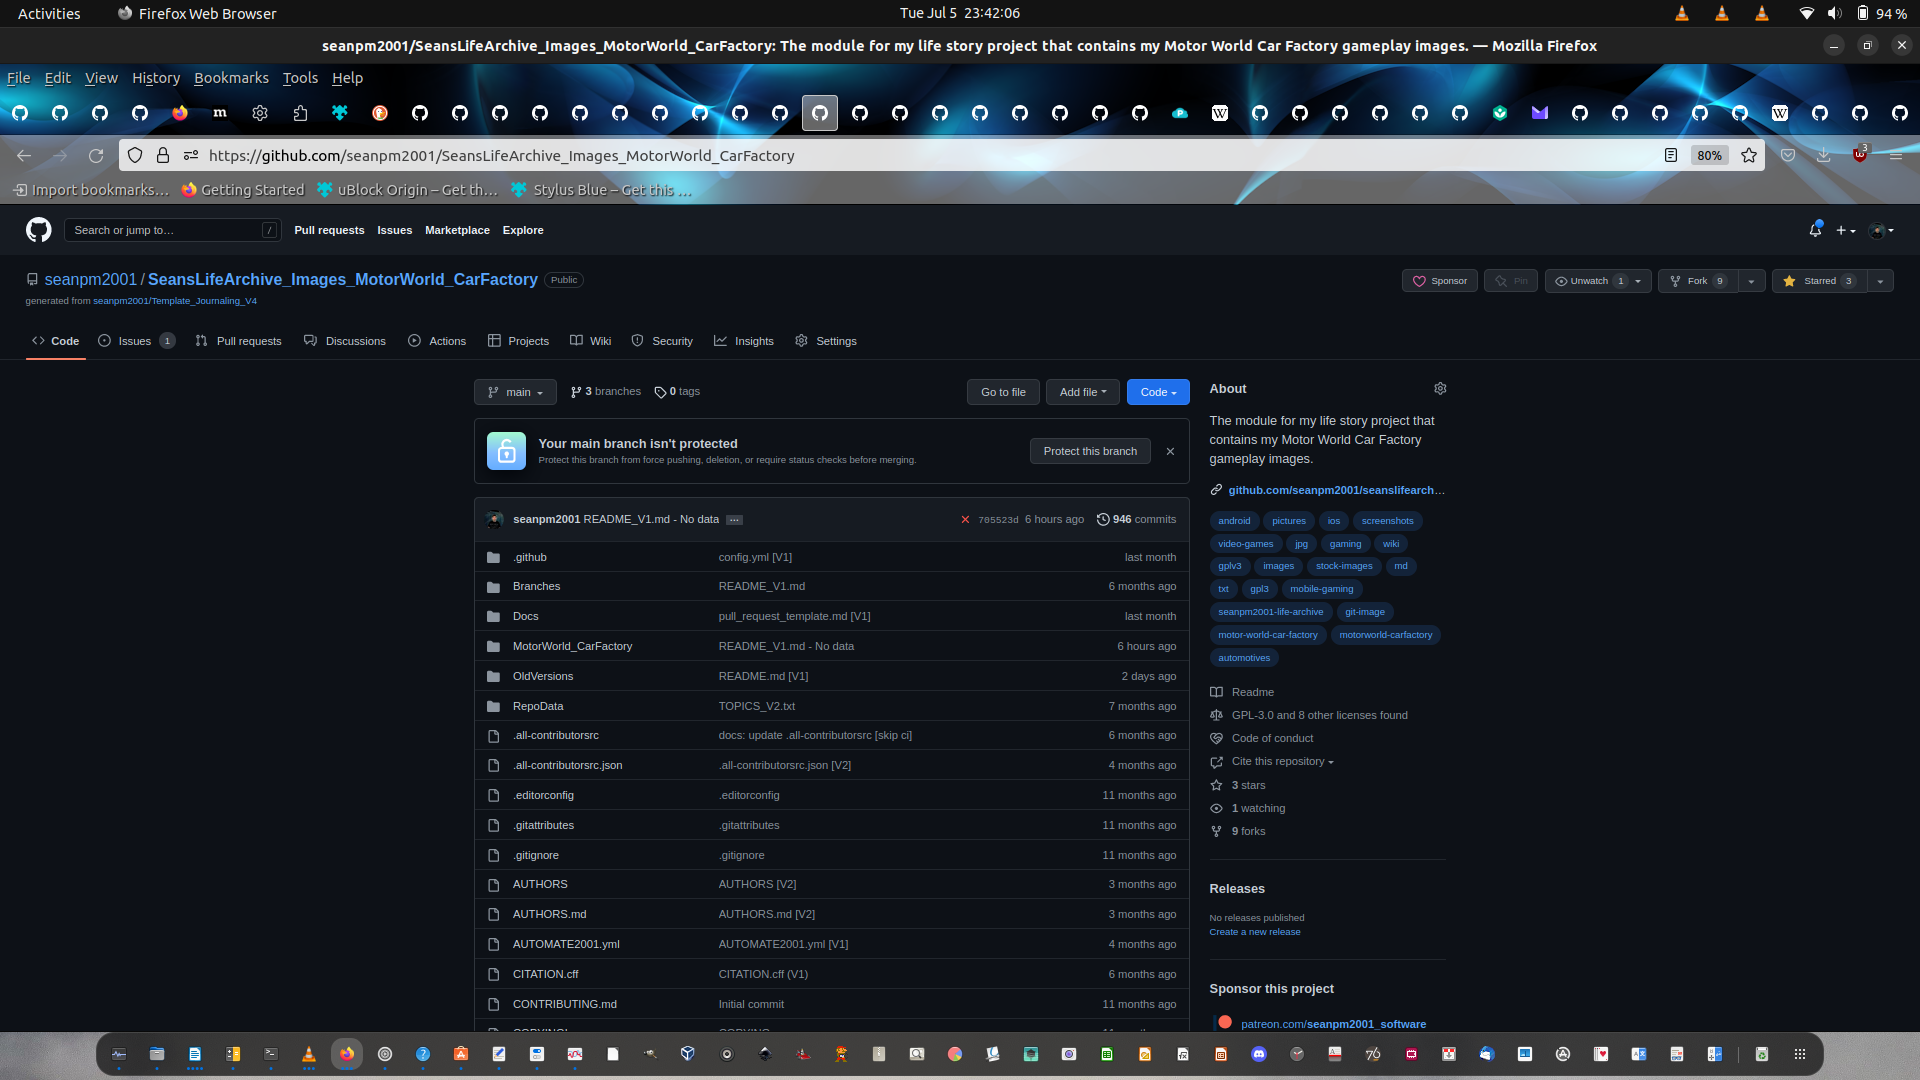 Activities Firefox Web Browser Tue Jul 5 23:42:06 94 %
seanpm2001/SeansLifeArchive_Images_MotorWorld_CarFactory: The module for my life story project that contains my Motor World Car Factory gameplay images. — Mozilla Firefox
File Edit View History Bookmarks Tools Help
https://github.com/seanpm2001/SeansLifeArchive_Images_MotorWorld_CarFactory 80% 3
Import bookmarks… Getting Started uBlock Origin – Get th… Stylus Blue – Get this …
Search or jump to… / Pull requests Issues Marketplace Explore
seanpm2001 / SeansLifeArchive_Images_MotorWorld_CarFactory Public Sponsor Pin Unwatch 1 Fork 9 Starred 3
generated from seanpm2001/Template_Journaling_V4
Code Issues 1 Pull requests Discussions Actions Projects Wiki Security Insights Settings
main 3 branches 0 tags Go to file Add file Code
Your main branch isn't protected
Protect this branch from force pushing, deletion, or require status checks before merging.
Protect this branch
seanpm2001 README_V1.md - No data … 705523d 6 hours ago 946 commits
.github config.yml [V1] last month
Branches README_V1.md 6 months ago
Docs pull_request_template.md [V1] last month
MotorWorld_CarFactory README_V1.md - No data 6 hours ago
OldVersions README.md [V1] 2 days ago
RepoData TOPICS_V2.txt 7 months ago
.all-contributorsrc docs: update .all-contributorsrc [skip ci] 6 months ago
.all-contributorsrc.json .all-contributorsrc.json [V2] 4 months ago
.editorconfig .editorconfig 11 months ago
.gitattributes .gitattributes 11 months ago
.gitignore .gitignore 11 months ago
AUTHORS AUTHORS [V2] 3 months ago
AUTHORS.md AUTHORS.md [V2] 3 months ago
AUTOMATE2001.yml AUTOMATE2001.yml [V1] 4 months ago
CITATION.cff CITATION.cff (V1) 6 months ago
CONTRIBUTING.md Initial commit 11 months ago
About
The module for my life story project that
contains my Motor World Car Factory
gameplay images.
github.com/seanpm2001/seanslifearch…
android pictures ios screenshots
video-games jpg gaming wiki
gplv3 images stock-images md
txt gpl3 mobile-gaming
seanpm2001-life-archive git-image
motor-world-car-factory motorworld-carfactory
automotives
Readme
GPL-3.0 and 8 other licenses found
Code of conduct
Cite this repository
3 stars
1 watching
9 forks
Releases
No releases published
Create a new release
Sponsor this project
patreon.com/seanpm2001_software